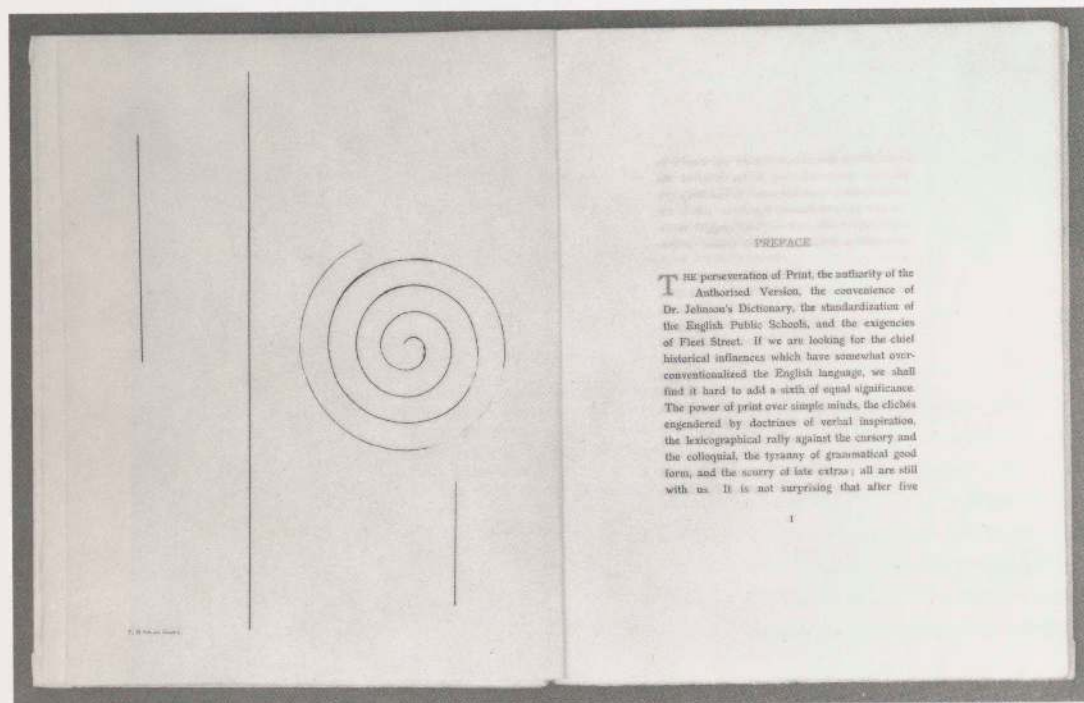 PREFACE
THE perseveration of Print, the authority of the
Authorized Version, the convenience of
Dr. Johnson's Dictionary, the standardization of
the English Public Schools, and the exigencies
of Fleet Street. If we are looking for the chief
historical influences which have somewhat over-
conventionalized the English language, we shall
find it hard to add a sixth of equal significance.
The power of print over simple minds, the clichés
engendered by doctrines of verbal inspiration,
the lexicographical rally against the cursory and
the colloquial, the tyranny of grammatical good
form, and the scurry of late extras; all are still
with us. It is not surprising that after five
I